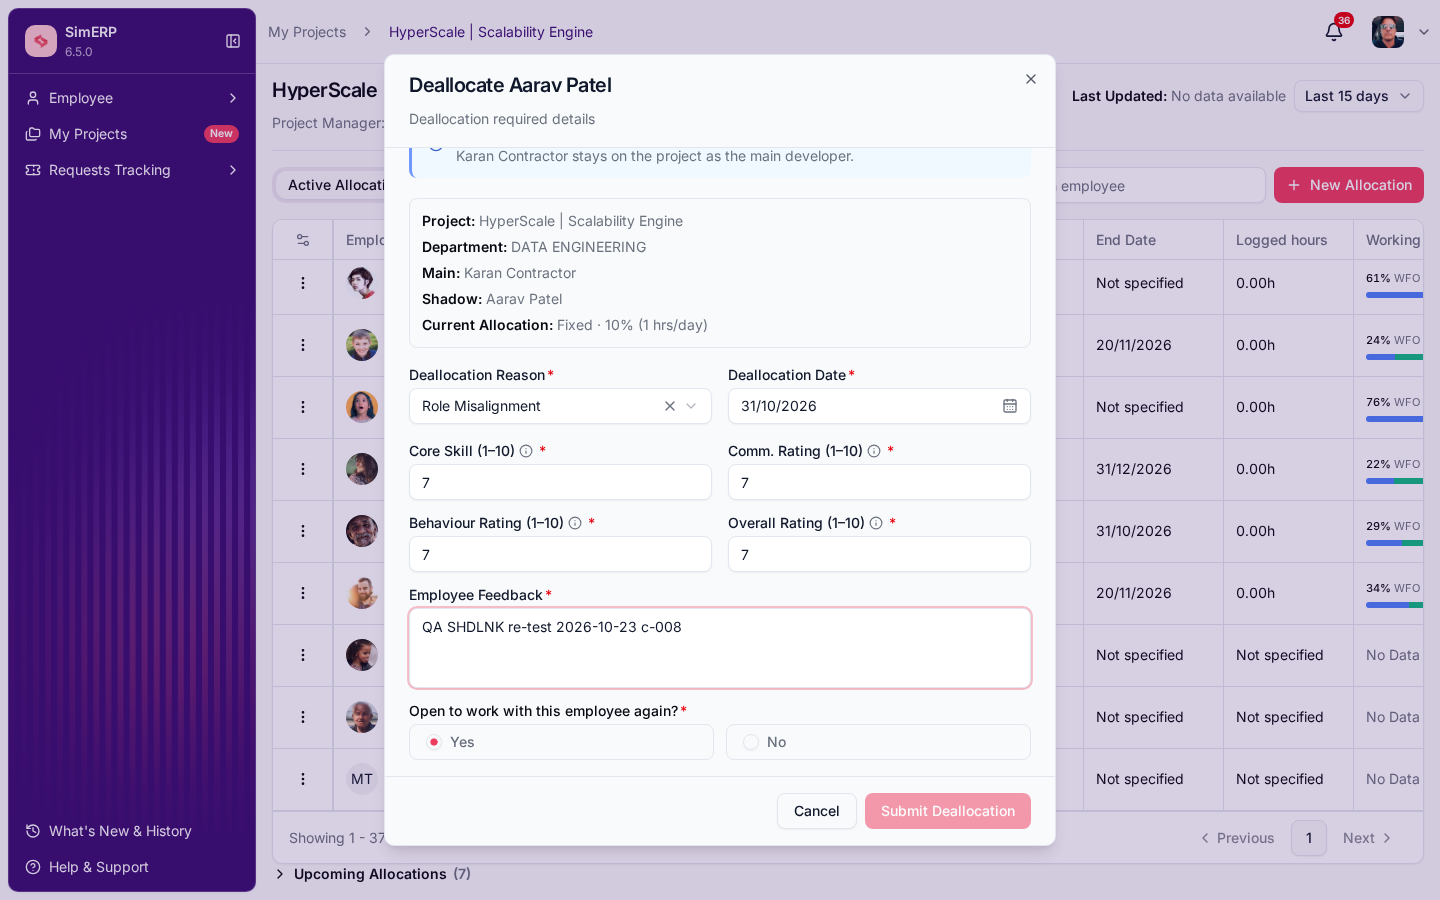 SimERP
6.5.0
Employee
My Projects
New
Requests Tracking
What's New & History
Help & Support
My Projects
HyperScale | Scalability Engine
36
HyperScale
Project Manager:
Last Updated: No data available
Last 15 days
employee
New Allocation
End Date
Logged hours
Working
Not specified
0.00h
61% WFO
20/11/2026
0.00h
24% WFO
Not specified
0.00h
76% WFO
31/12/2026
0.00h
22% WFO
31/10/2026
0.00h
29% WFO
20/11/2026
0.00h
34% WFO
Not specified
Not specified
No Data
Not specified
Not specified
No Data
MT
Not specified
Not specified
No Data
Showing 1 - 37
Previous
1
Next
Upcoming Allocations (7)
Deallocate Aarav Patel
Deallocation required details
Karan Contractor stays on the project as the main developer.
Project: HyperScale | Scalability Engine
Department: DATA ENGINEERING
Main: Karan Contractor
Shadow: Aarav Patel
Current Allocation: Fixed · 10% (1 hrs/day)
Deallocation Reason*
Role Misalignment
Deallocation Date*
31/10/2026
Core Skill (1–10) *
7
Comm. Rating (1–10) *
7
Behaviour Rating (1–10) *
7
Overall Rating (1–10) *
7
Employee Feedback*
QA SHDLNK re-test 2026-10-23 c-008
Open to work with this employee again?*
Yes
No
Cancel
Submit Deallocation